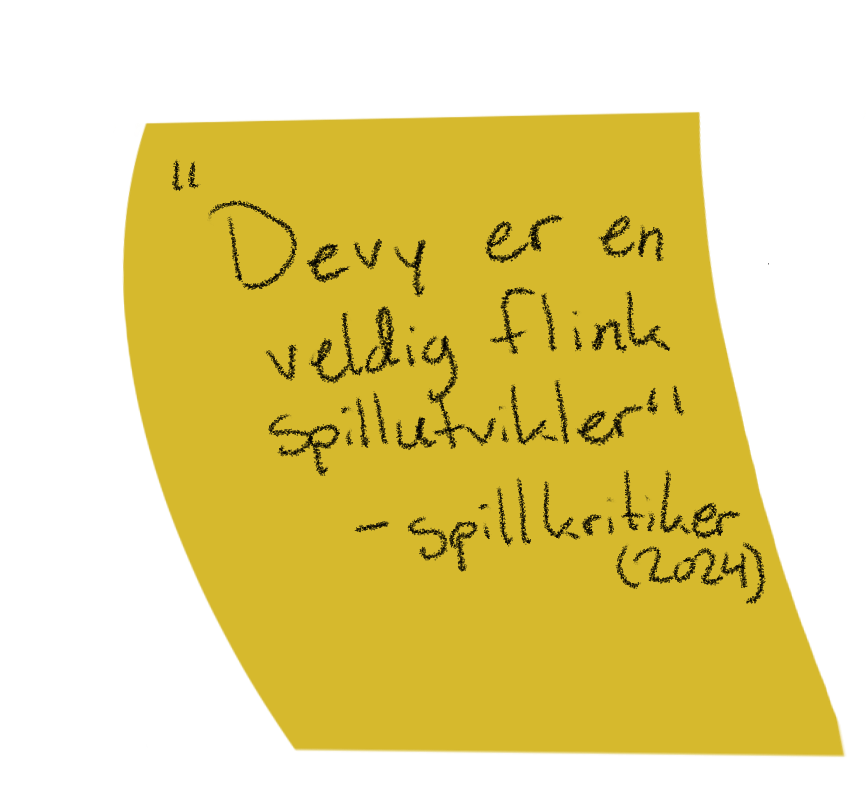 "Devy er en
veldig flink
spillutvikler"
- spillkritiker
(2024)